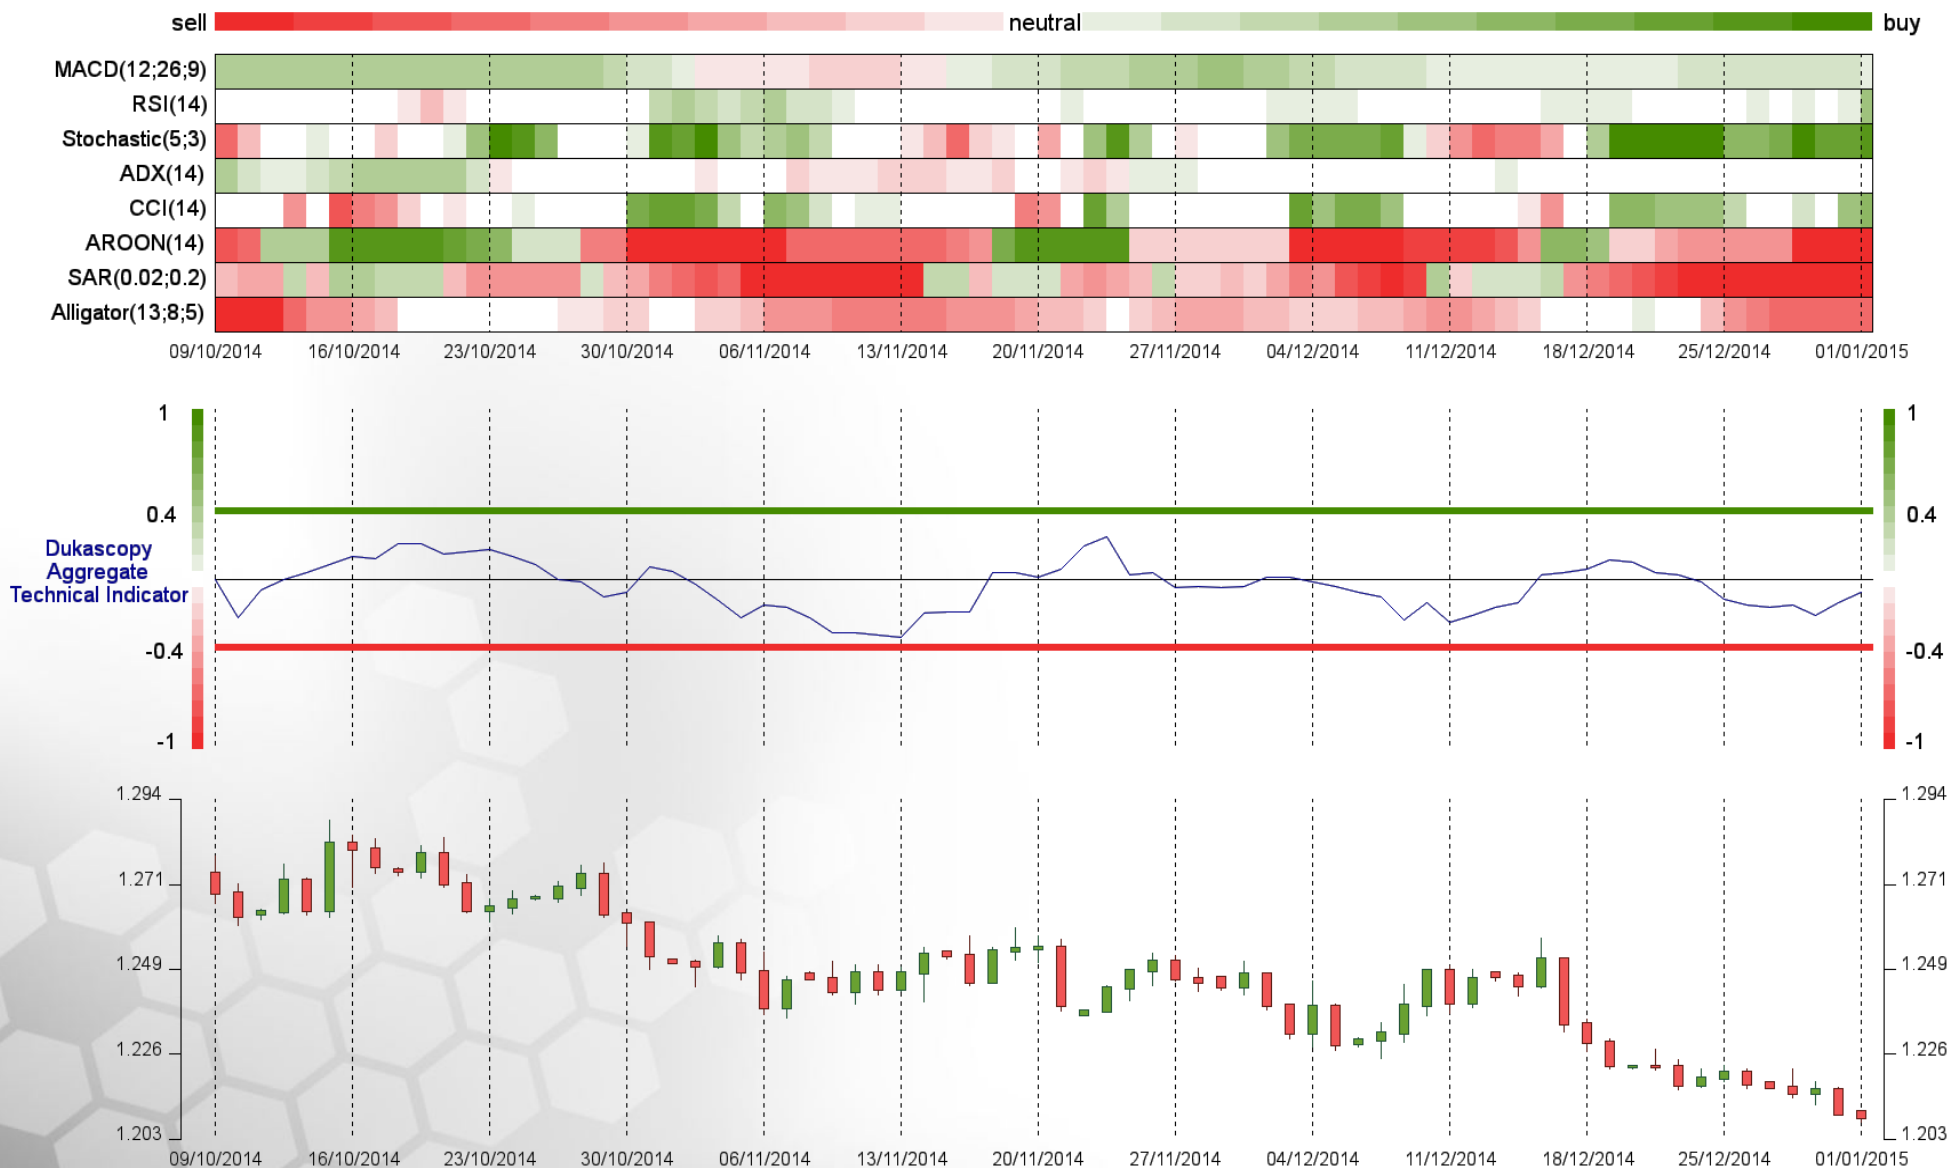 sell neutral buy
MACD(12;26;9)
RSI(14)
Stochastic(5;3)
ADX(14)
CCI(14)
AROON(14)
SAR(0.02;0.2)
Alligator(13;8;5)
09/10/2014 16/10/2014 23/10/2014 30/10/2014 06/11/2014 13/11/2014 20/11/2014 27/11/2014 04/12/2014 11/12/2014 18/12/2014 25/12/2014 01/01/2015
1 1
0.4 0.4
Dukascopy
Aggregate
Technical Indicator
-0.4 -0.4
-1 -1
1.294 1.294
1.271 1.271
1.249 1.249
1.226 1.226
1.203 1.203
09/10/2014 16/10/2014 23/10/2014 30/10/2014 06/11/2014 13/11/2014 20/11/2014 27/11/2014 04/12/2014 11/12/2014 18/12/2014 25/12/2014 01/01/2015